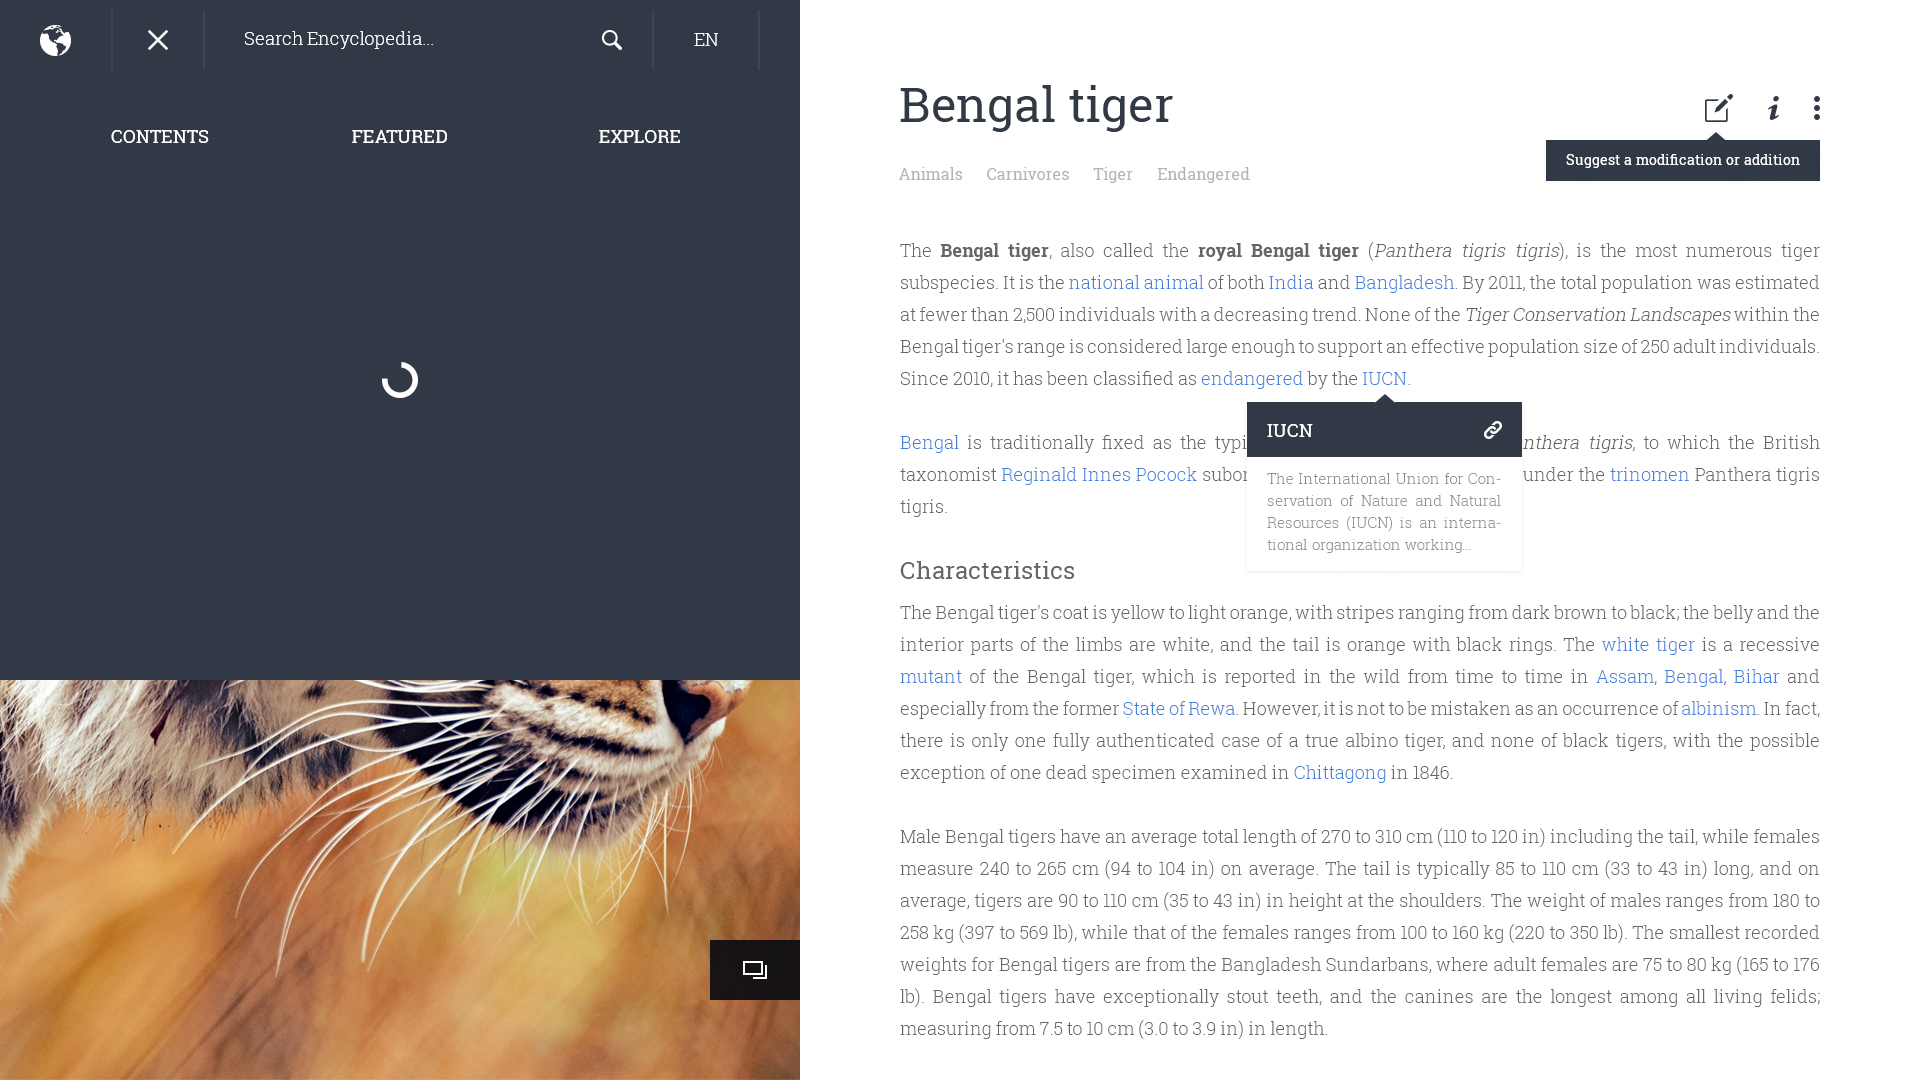 Search Encyclopedia...
EN
CONTENTS
FEATURED
EXPLORE
Bengal tiger
Suggest a modification or addition
Animals Carnivores Tiger Endangered
The Bengal tiger, also called the royal Bengal tiger (Panthera tigris tigris), is the most numerous tiger
subspecies. It is the national animal of both India and Bangladesh. By 2011, the total population was estimated
at fewer than 2,500 individuals with a decreasing trend. None of the Tiger Conservation Landscapes within the
Bengal tiger's range is considered large enough to support an effective population size of 250 adult individuals.
Since 2010, it has been classified as endangered by the IUCN.
Bengal is traditionally fixed as the typi nthera tigris, to which the British
taxonomist Reginald Innes Pocock subor under the trinomen Panthera tigris
tigris.
IUCN
The International Union for Con-
servation of Nature and Natural
Resources (IUCN) is an interna-
tional organization working...
Characteristics
The Bengal tiger's coat is yellow to light orange, with stripes ranging from dark brown to black; the belly and the
interior parts of the limbs are white, and the tail is orange with black rings. The white tiger is a recessive
mutant of the Bengal tiger, which is reported in the wild from time to time in Assam, Bengal, Bihar and
especially from the former State of Rewa. However, it is not to be mistaken as an occurrence of albinism. In fact,
there is only one fully authenticated case of a true albino tiger, and none of black tigers, with the possible
exception of one dead specimen examined in Chittagong in 1846.
Male Bengal tigers have an average total length of 270 to 310 cm (110 to 120 in) including the tail, while females
measure 240 to 265 cm (94 to 104 in) on average. The tail is typically 85 to 110 cm (33 to 43 in) long, and on
average, tigers are 90 to 110 cm (35 to 43 in) in height at the shoulders. The weight of males ranges from 180 to
258 kg (397 to 569 lb), while that of the females ranges from 100 to 160 kg (220 to 350 lb). The smallest recorded
weights for Bengal tigers are from the Bangladesh Sundarbans, where adult females are 75 to 80 kg (165 to 176
lb). Bengal tigers have exceptionally stout teeth, and the canines are the longest among all living felids;
measuring from 7.5 to 10 cm (3.0 to 3.9 in) in length.